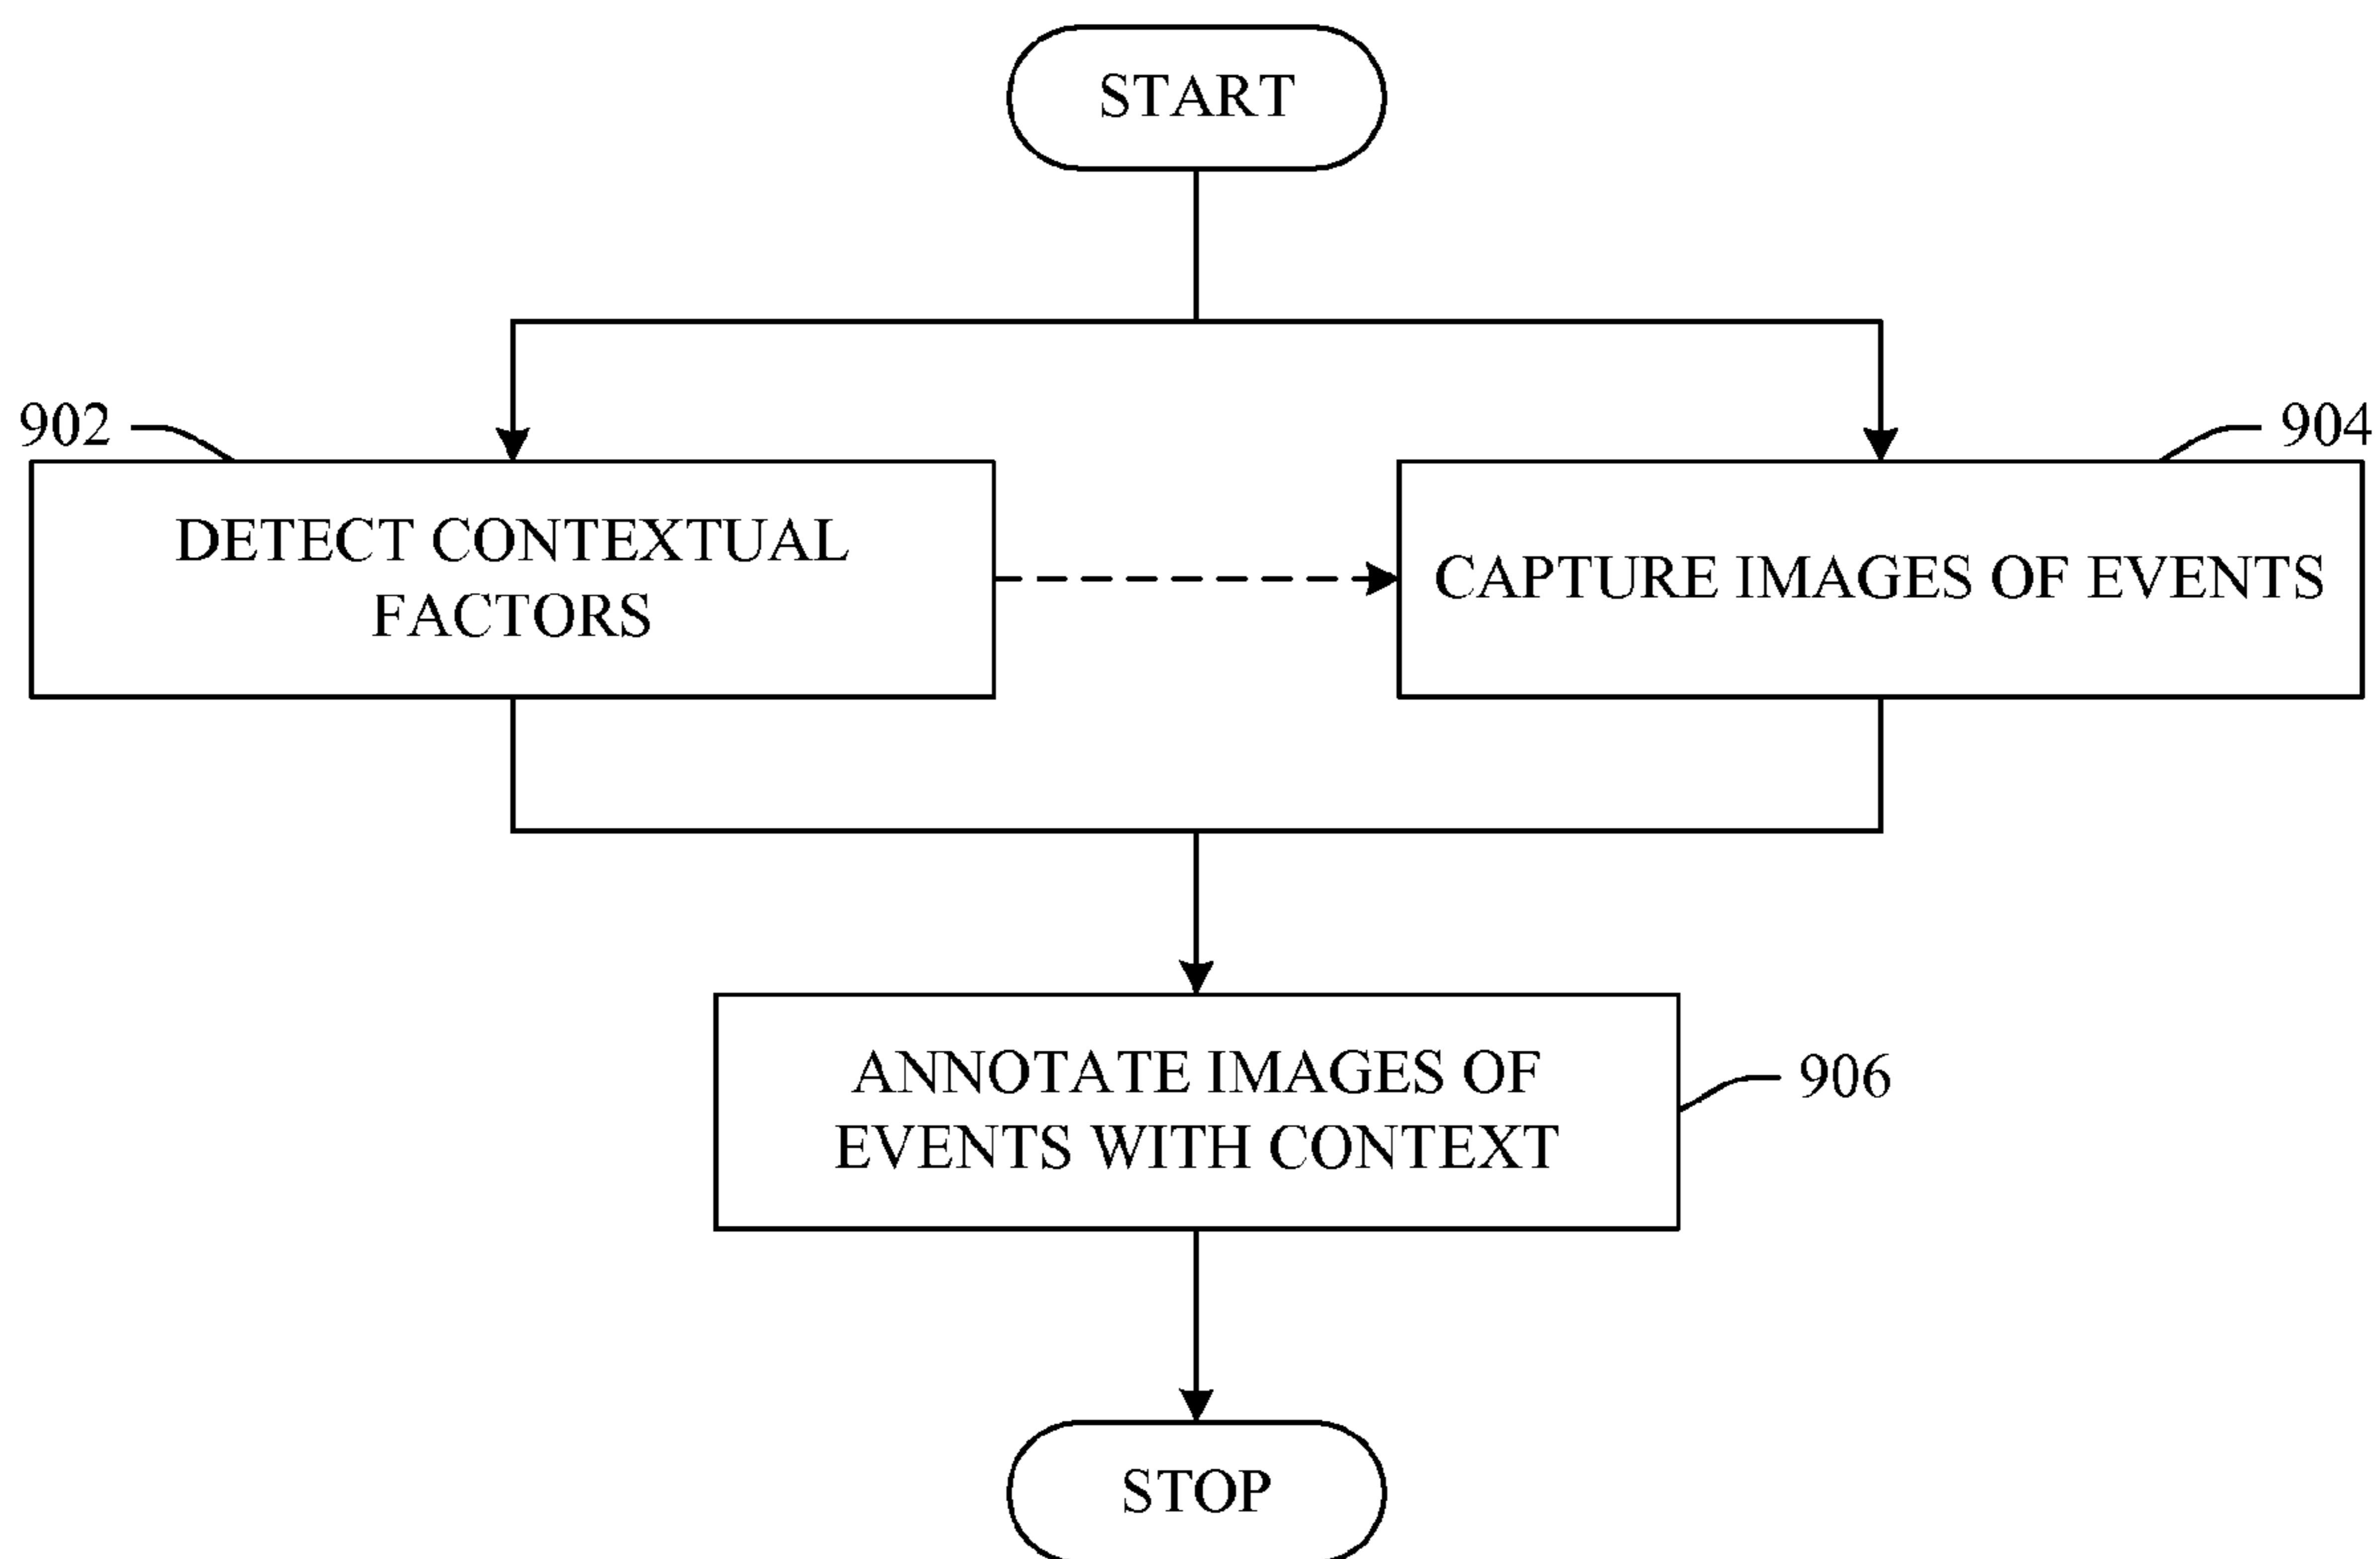 START
902
904
DETECT CONTEXTUAL
FACTORS
CAPTURE IMAGES OF EVENTS
ANNOTATE IMAGES OF
EVENTS WITH CONTEXT
906
STOP